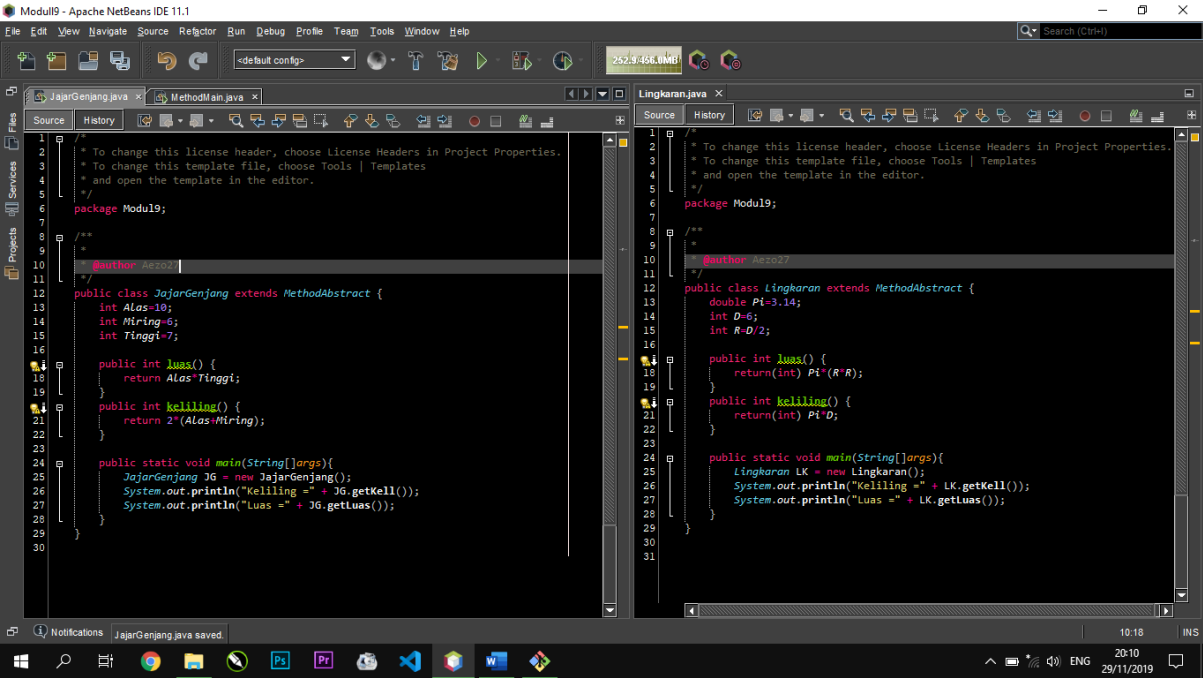 Modull9 - Apache NetBeans IDE 11.1
File Edit View Navigate Source Refactor Run Debug Profile Team Tools Window Help
Search (Ctrl+I)
<default config>
252.9/456.0MB
JajarGenjang.java × MethodMain.java ×
Source History
Files
Services
Projects
1 /*
2 * To change this license header, choose License Headers in Project Properties.
3 * To change this template file, choose Tools | Templates
4 * and open the template in the editor.
5 */
6 package Modul9;
7
8 /**
9 *
10 * @author Aezo27
11 */
12 public class JajarGenjang extends MethodAbstract {
13 int Alas=10;
14 int Miring=6;
15 int Tinggi=7;
16
public int luas() {
18 return Alas*Tinggi;
19 }
public int keliling() {
21 return 2*(Alas+Miring);
22 }
23
24 public static void main(String[]args){
25 JajarGenjang JG = new JajarGenjang();
26 System.out.println("Keliling =" + JG.getKell());
27 System.out.println("Luas =" + JG.getLuas());
28 }
29 }
30
Lingkaran.java ×
Source History
1 /*
2 * To change this license header, choose License Headers in Project Properties.
3 * To change this template file, choose Tools | Templates
4 * and open the template in the editor.
5 */
6 package Modul9;
7
8 /**
9 *
10 * @author Aezo27
11 */
12 public class Lingkaran extends MethodAbstract {
13 double Pi=3.14;
14 int D=6;
15 int R=D/2;
16
public int luas() {
18 return(int) Pi*(R*R);
19 }
public int keliling() {
21 return(int) Pi*D;
22 }
23
24 public static void main(String[]args){
25 Lingkaran LK = new Lingkaran();
26 System.out.println("Keliling =" + LK.getKell());
27 System.out.println("Luas =" + LK.getLuas());
28 }
29 }
30
31
Notifications JajarGenjang.java saved.
10:18 INS
Ps Pr W
ENG
20:10
29/11/2019